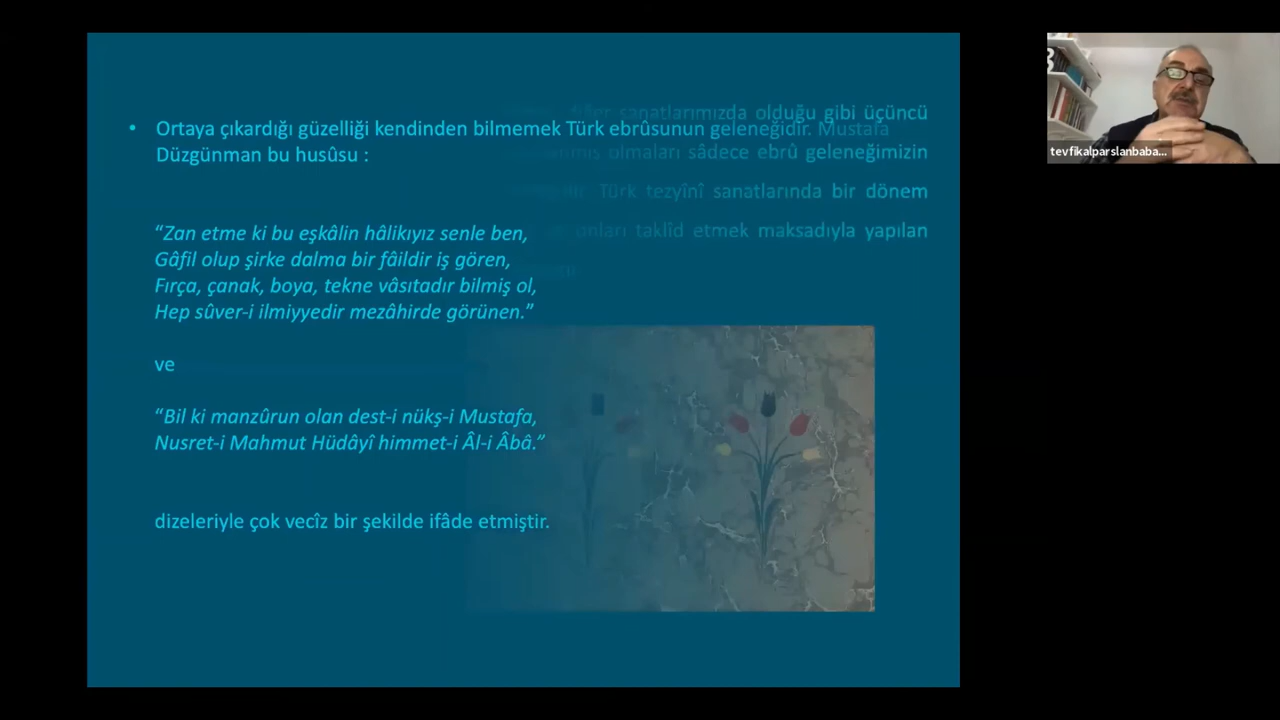 • Ortaya çıkardığı güzelliği kendinden bilmemek Türk ebrûsunun geleneğidir. Mustafa
Düzgünman bu husûsu :
“Zan etme ki bu eşkâlin hâlikıyız senle ben,
Gâfil olup şirke dalma bir fâildir iş gören,
Fırça, çanak, boya, tekne vâsıtadır bilmiş ol,
Hep sûver-i ilmiyyedir mezâhirde görünen.”
ve
“Bil ki manzûrun olan dest-i nükş-i Mustafa,
Nusret-i Mahmut Hüdâyî himmet-i Âl-i Âbâ.”
dizeleriyle çok vecîz bir şekilde ifâde etmiştir.
sanatlarımızda olduğu gibi üçüncü
olmaları sâdece ebrû geleneğimizin
Türk tezyînî sanatlarında bir dönem
taklîd etmek maksadıyla yapılan
tevfikalparslanbaba...